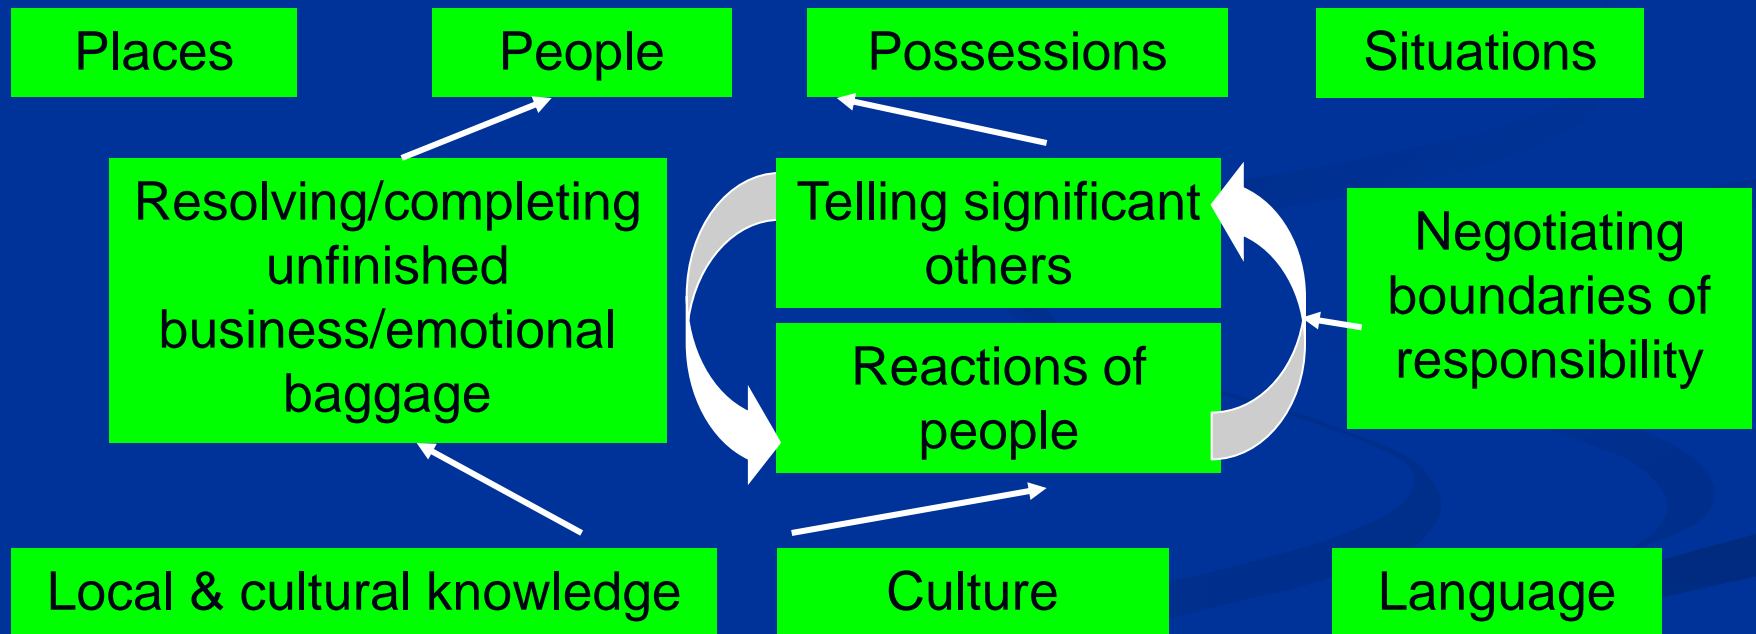 Places
People
Possessions
Situations
Resolving/completing
unfinished
business/emotional
baggage
Telling significant
others
Reactions of
people
Negotiating
boundaries of
responsibility
Local & cultural knowledge
Culture
Language